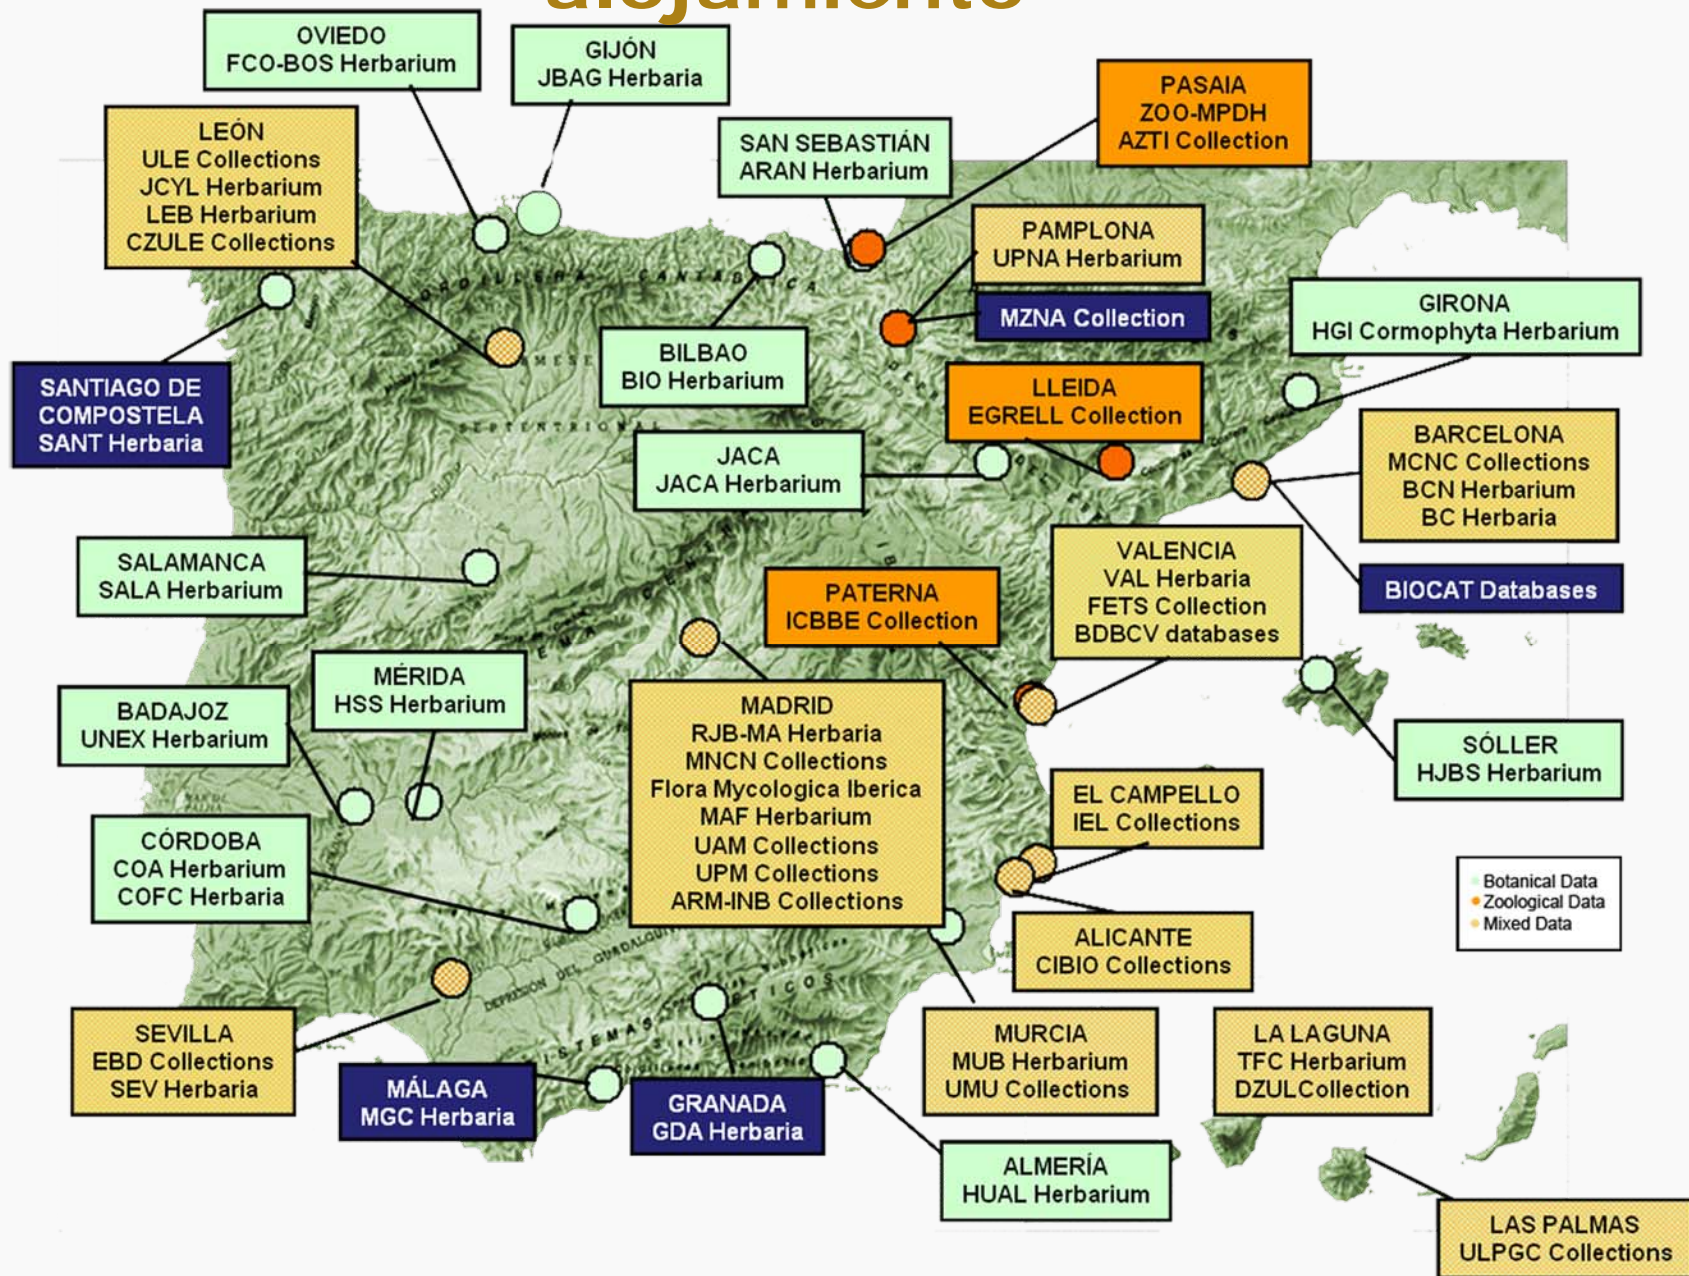 alojamiento
OVIEDO
FCO-BOS Herbarium
GIJÓN
JBAG Herbaria
PASAIA
ZOO-MPDH
AZTI Collection
LEÓN
ULE Collections
JCYL Herbarium
LEB Herbarium
CZULE Collections
SAN SEBASTIÁN
ARAN Herbarium
PAMPLONA
UPNA Herbarium
MZNA Collection
GIRONA
HGI Cormophyta Herbarium
SANTIAGO DE
COMPOSTELA
SANT Herbaria
BILBAO
BIO Herbarium
LLEIDA
EGRELL Collection
JACA
JACA Herbarium
BARCELONA
MCNC Collections
BCN Herbarium
BC Herbaria
BIOCAT Databases
SALAMANCA
SALA Herbarium
PATERNA
ICBBE Collection
VALENCIA
VAL Herbaria
FETS Collection
BDBCV databases
MÉRIDA
HSS Herbarium
BADAJOZ
UNEX Herbarium
MADRID
RJB-MA Herbaria
MNCN Collections
Flora Mycologica Iberica
MAF Herbarium
UAM Collections
UPM Collections
ARM-INB Collections
SÓLLER
HJBS Herbarium
EL CAMPELLO
IEL Collections
CÓRDOBA
COA Herbarium
COFC Herbaria
ALICANTE
CIBIO Collections
Botanical Data
Zoological Data
Mixed Data
SEVILLA
EBD Collections
SEV Herbaria
MÁLAGA
MGC Herbaria
GRANADA
GDA Herbaria
MURCIA
MUB Herbarium
UMU Collections
LA LAGUNA
TFC Herbarium
DZULCollection
ALMERÍA
HUAL Herbarium
LAS PALMAS
ULPGC Collections
CORDILLERA CANTABRICA
SEPTENTRIONAL
DEPRESION DEL GUADALQUI